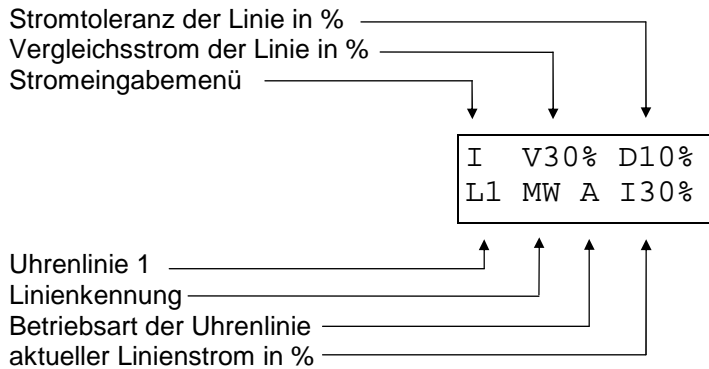 Stromtoleranz der Linie in %
Vergleichsstrom der Linie in %
Stromeingabemenü
I V30% D10%
L1 MW A I30%
Uhrenlinie 1
Linienkennung
Betriebsart der Uhrenlinie
aktueller Linienstrom in %